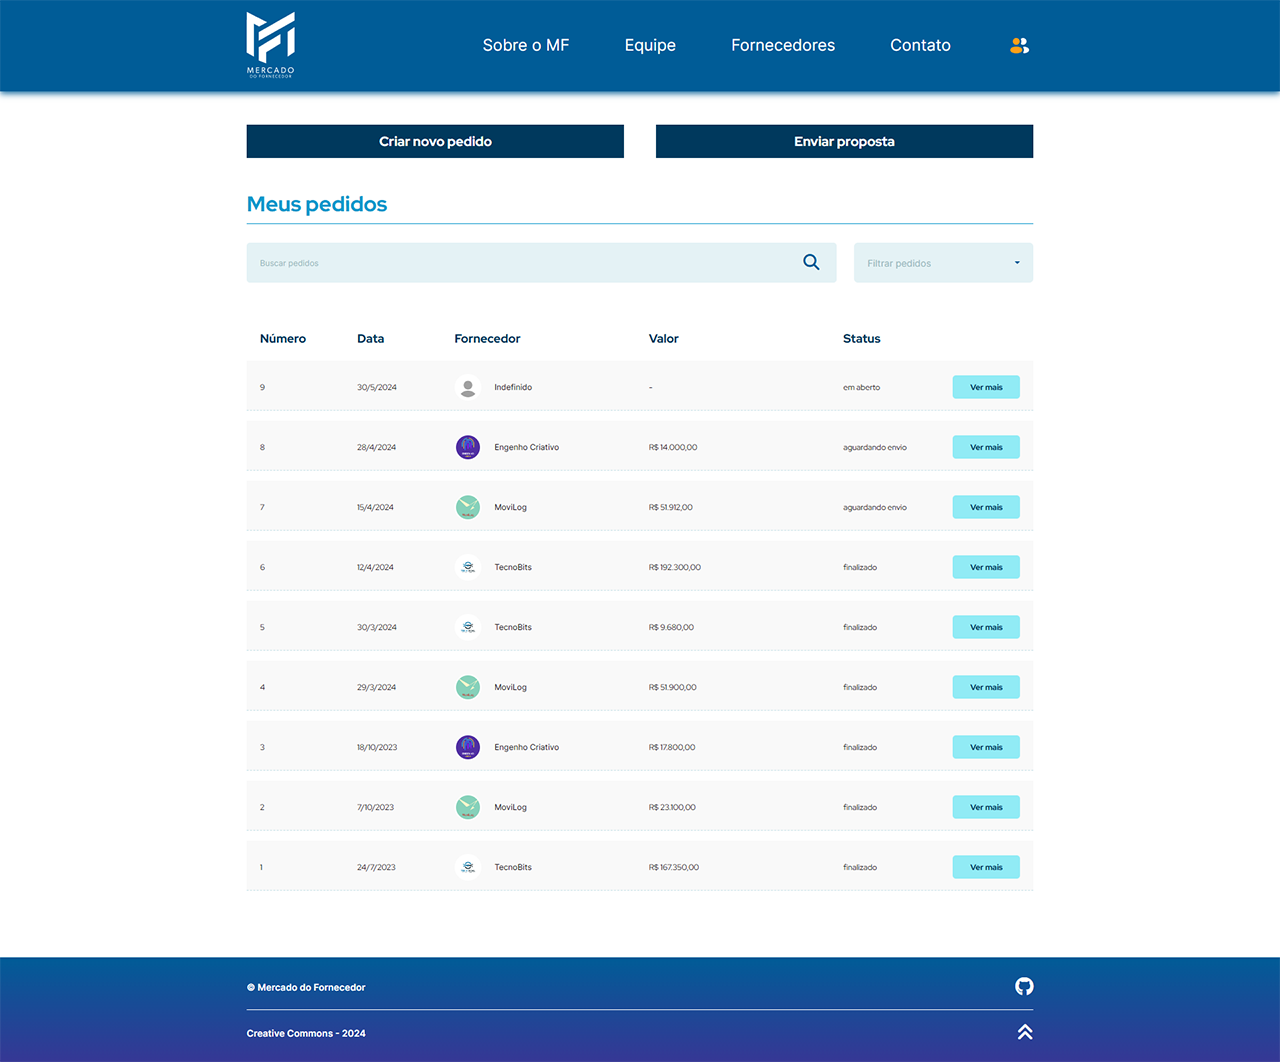 MERCADO
DO FORNECEDOR
Sobre o MF Equipe Fornecedores Contato
Criar novo pedido Enviar proposta
Meus pedidos
Buscar pedidos Filtrar pedidos
Número Data Fornecedor Valor Status
9 30/5/2024 Indefinido - em aberto Ver mais
8 28/4/2024 Engenho Criativo R$ 14.000,00 aguardando envio Ver mais
7 15/4/2024 MoviLog R$ 51.912,00 aguardando envio Ver mais
6 12/4/2024 TecnoBits R$ 192.300,00 finalizado Ver mais
5 30/3/2024 TecnoBits R$ 9.680,00 finalizado Ver mais
4 29/3/2024 MoviLog R$ 51.900,00 finalizado Ver mais
3 18/10/2023 Engenho Criativo R$ 17.800,00 finalizado Ver mais
2 7/10/2023 MoviLog R$ 23.100,00 finalizado Ver mais
1 24/7/2023 TecnoBits R$ 167.350,00 finalizado Ver mais
© Mercado do Fornecedor
Creative Commons - 2024